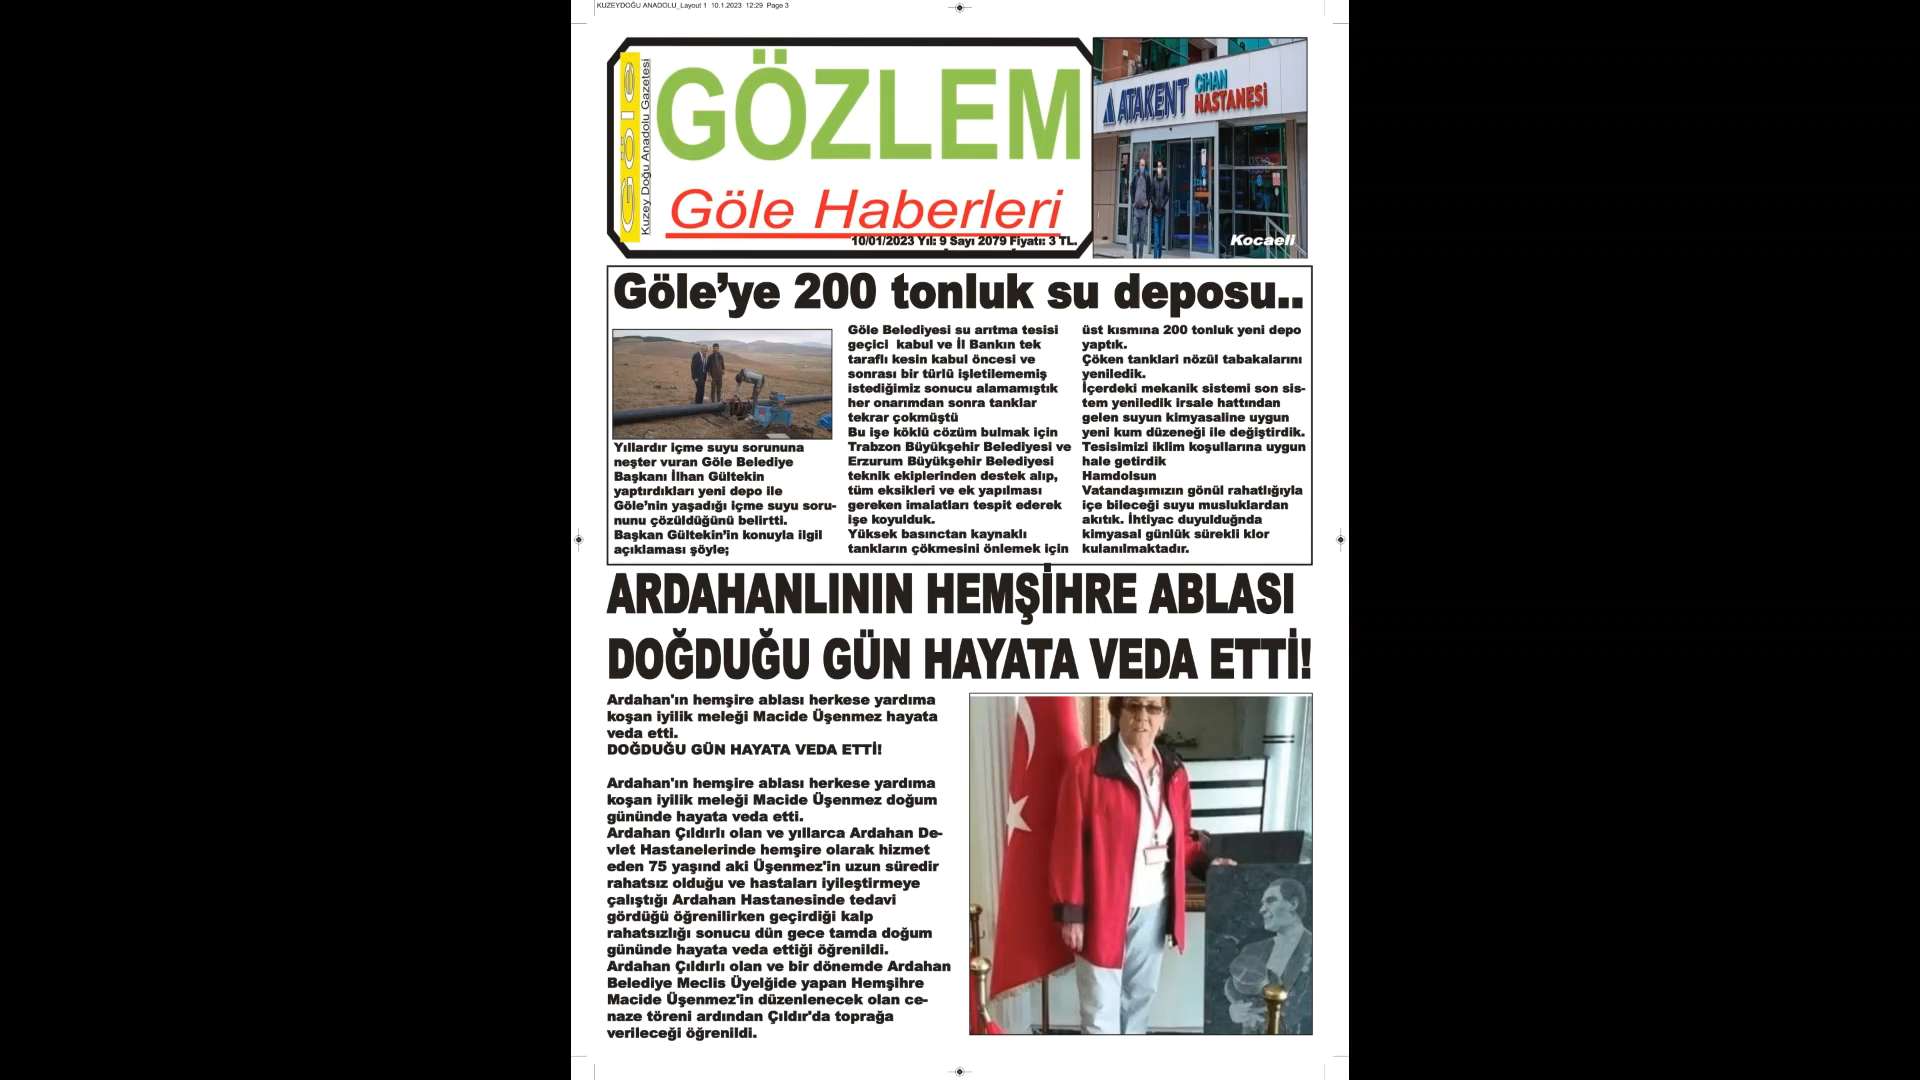 KUZEYDOĞU ANADOLU_Layout 1 10.1.2023 12:29 Page 3
Göle
Kuzey Doğu Anadolu Gazetesi
GÖZLEM
Göle Haberleri
10/01/2023 Yıl: 9 Sayı 2079 Fiyatı: 3 TL.
ATAKENT CİHAN HASTANESİ
Kocaeli
Göle’ye 200 tonluk su deposu..
Yıllardır içme suyu sorununa
neşter vuran Göle Belediye
Başkanı İlhan Gültekin
yaptırdıkları yeni depo ile
Göle’nin yaşadığı içme suyu soru-
nunu çözüldüğünü belirtti.
Başkan Gültekin’in konuyla ilgil
açıklaması şöyle;
Göle Belediyesi su arıtma tesisi
geçici kabul ve İl Bankın tek
taraflı kesin kabul öncesi ve
sonrası bir türlü işletilememiş
istediğimiz sonucu alamamıştık
her onarımdan sonra tanklar
tekrar çokmüştü
Bu işe köklü cözüm bulmak için
Trabzon Büyükşehir Belediyesi ve
Erzurum Büyükşehir Belediyesi
teknik ekiplerinden destek alıp,
tüm eksikleri ve ek yapılması
gereken imalatları tespit ederek
işe koyulduk.
Yüksek basınctan kaynaklı
tankların çökmesini önlemek için
üst kısmına 200 tonluk yeni depo
yaptık.
Çöken tanklari nözül tabakalarını
yeniledik.
İçerdeki mekanik sistemi son sis-
tem yeniledik irsale hattından
gelen suyun kimyasaline uygun
yeni kum düzeneği ile değiştirdik.
Tesisimizi iklim koşullarına uygun
hale getirdik
Hamdolsun
Vatandaşımızın gönül rahatlığıyla
içe bileceği suyu musluklardan
akıtık. İhtiyac duyulduğnda
kimyasal günlük sürekli klor
kulanılmaktadır.
ARDAHANLININ HEMŞİHRE ABLASI
DOĞDUĞU GÜN HAYATA VEDA ETTİ!
Ardahan'ın hemşire ablası herkese yardıma
koşan iyilik meleği Macide Üşenmez hayata
veda etti.
DOĞDUĞU GÜN HAYATA VEDA ETTİ!
Ardahan'ın hemşire ablası herkese yardıma
koşan iyilik meleği Macide Üşenmez doğum
gününde hayata veda etti.
Ardahan Çıldırlı olan ve yıllarca Ardahan De-
vlet Hastanelerinde hemşire olarak hizmet
eden 75 yaşınd aki Üşenmez'in uzun süredir
rahatsız olduğu ve hastaları iyileştirmeye
çalıştığı Ardahan Hastanesinde tedavi
gördüğü öğrenilirken geçirdiği kalp
rahatsızlığı sonucu dün gece tamda doğum
gününde hayata veda ettiği öğrenildi.
Ardahan Çıldırlı olan ve bir dönemde Ardahan
Belediye Meclis Üyelğide yapan Hemşihre
Macide Üşenmez'in düzenlenecek olan ce-
naze töreni ardından Çıldır'da toprağa
verileceği öğrenildi.